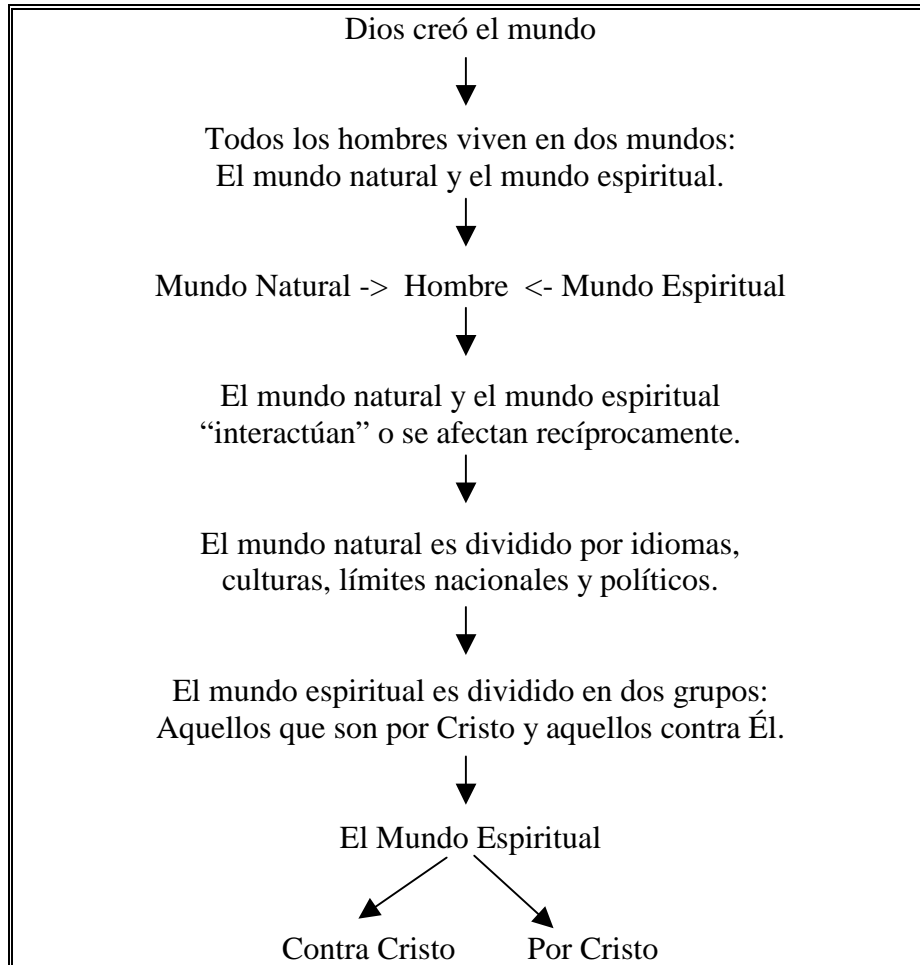 Dios creó el mundo
Todos los hombres viven en dos mundos:
El mundo natural y el mundo espiritual.
Mundo Natural -> Hombre <- Mundo Espiritual
El mundo natural y el mundo espiritual
“interactúan” o se afectan recíprocamente.
El mundo natural es dividido por idiomas,
culturas, límites nacionales y políticos.
El mundo espiritual es dividido en dos grupos:
Aquellos que son por Cristo y aquellos contra Él.
El Mundo Espiritual
Contra Cristo Por Cristo